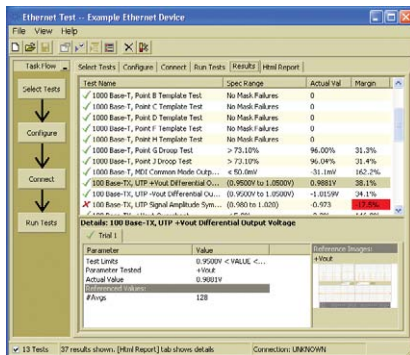 Ethernet Test -- Example Ethernet Device
File View Help
Task Flow
Select Tests
Configure
Connect
Run Tests
Select Tests Configure Connect Run Tests Results Html Report
Test Name Spec Range Actual Val Margin
1000 Base-T, Point B Template Test No Mask Failures 0
1000 Base-T, Point C Template Test No Mask Failures 0
1000 Base-T, Point D Template Test No Mask Failures 0
1000 Base-T, Point F Template Test No Mask Failures 0
1000 Base-T, Point H Template Test No Mask Failures 0
1000 Base-T, Point G Droop Test > 73.10% 96.00% 31.3%
1000 Base-T, Point J Droop Test > 73.10% 96.04% 31.4%
1000 Base-T, MDI Common Mode Outp... < 50.0mV -31.1mV 162.2%
100 Base-TX, UTP +Vout Differential O... (0.9500V to 1.0500V) 0.9881V 38.1%
100 Base-TX, UTP -Vout Differential Ou... (0.9500V to 1.0500V) -1.0159V 34.1%
100 Base-TX, UTP Signal Amplitude Sym... (0.980 to 1.020) 0.973 -17.5%
Details: 100 Base-TX, UTP +Vout Differential Output Voltage
Trial 1
Parameter Value
Test Limits 0.9500V < VALUE <...
Parameter Tested +Vout
Actual Value 0.9881V
Referenced Values:
#Avgs 128
Reference Images:
+Vout
13 Tests 37 results shown. [Html Report] tab shows details Connection: UNKNOWN